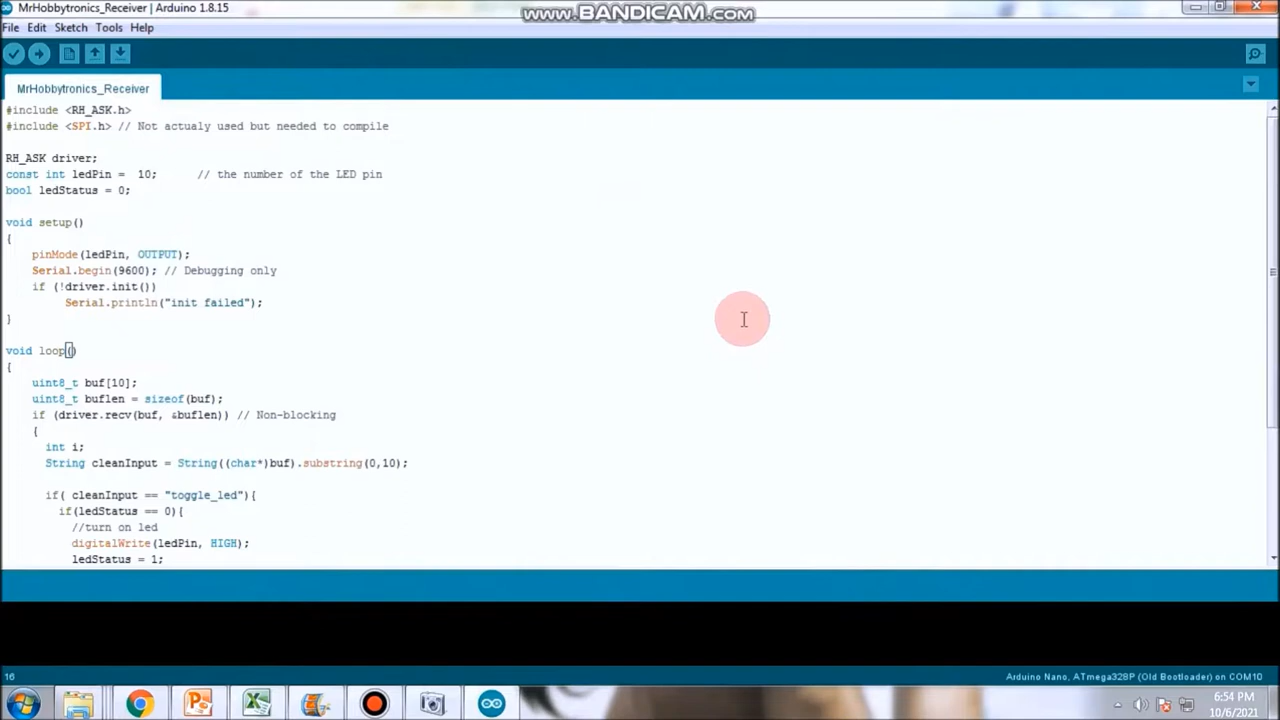 MrHobbytronics_Receiver | Arduino 1.8.15
www.BANDICAM.com
File Edit Sketch Tools Help
MrHobbytronics_Receiver
#include <RH_ASK.h>
#include <SPI.h> // Not actualy used but needed to compile
RH_ASK driver;
const int ledPin =  10;      // the number of the LED pin
bool ledStatus = 0;
void setup()
{
    pinMode(ledPin, OUTPUT);
    Serial.begin(9600); // Debugging only
    if (!driver.init())
         Serial.println("init failed");
}
void loop()
{
    uint8_t buf[10];
    uint8_t buflen = sizeof(buf);
    if (driver.recv(buf, &buflen)) // Non-blocking
    {
      int i;
      String cleanInput = String((char*)buf).substring(0,10);
      if( cleanInput == "toggle_led"){
        if(ledStatus == 0){
          //turn on led
          digitalWrite(ledPin, HIGH);
          ledStatus = 1;
16
Arduino Nano, ATmega328P (Old Bootloader) on COM10
6:54 PM
10/6/2021